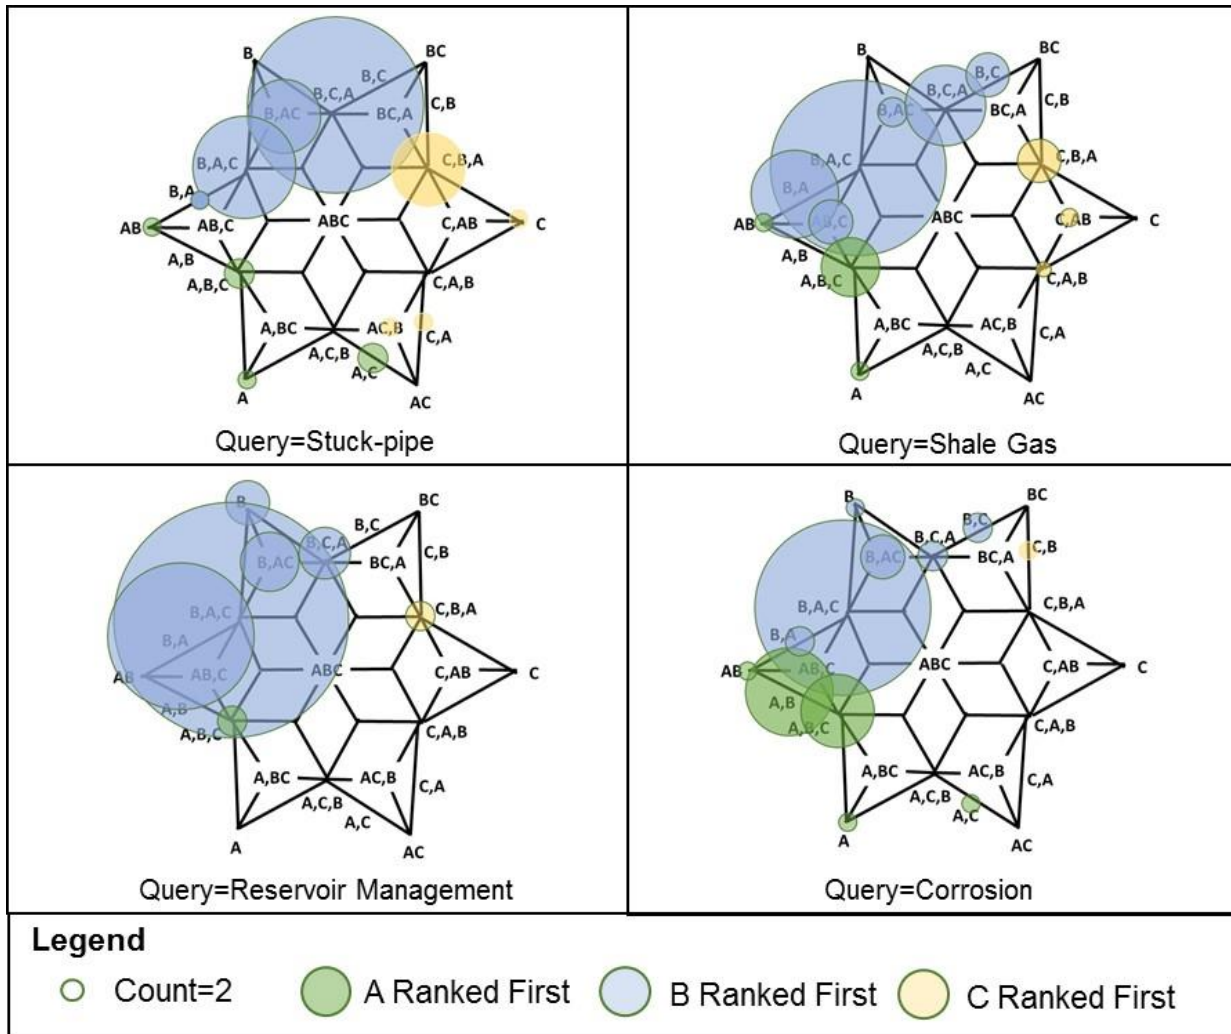 B
BC
B,C
B,C,A
B,AC
BC,A
C,B
B,A,C
C,B,A
B,A
AB
AB,C
ABC
C,AB
C
A,B
A,B,C
C,A,B
A,BC
AC,B
C,A
A,C,B
A,C
A
AC
Query=Stuck-pipe
B
BC
B,C
B,C,A
B,AC
BC,A
C,B
B,A,C
C,B,A
B,A
AB
AB,C
ABC
C,AB
C
A,B
A,B,C
C,A,B
A,BC
AC,B
C,A
A,C,B
A,C
A
AC
Query=Shale Gas
B
BC
B,C
B,C,A
B,AC
BC,A
C,B
B,A,C
C,B,A
B,A
AB
AB,C
ABC
C,AB
C
A,B
A,B,C
C,A,B
A,BC
AC,B
C,A
A,C,B
A,C
A
AC
Query=Reservoir Management
B
BC
B,C
B,C,A
B,AC
BC,A
C,B
B,A,C
C,B,A
B,A
AB
AB,C
ABC
C,AB
C
A,B
A,B,C
C,A,B
A,BC
AC,B
C,A
A,C,B
A,C
A
AC
Query=Corrosion
Legend
Count=2
A Ranked First
B Ranked First
C Ranked First